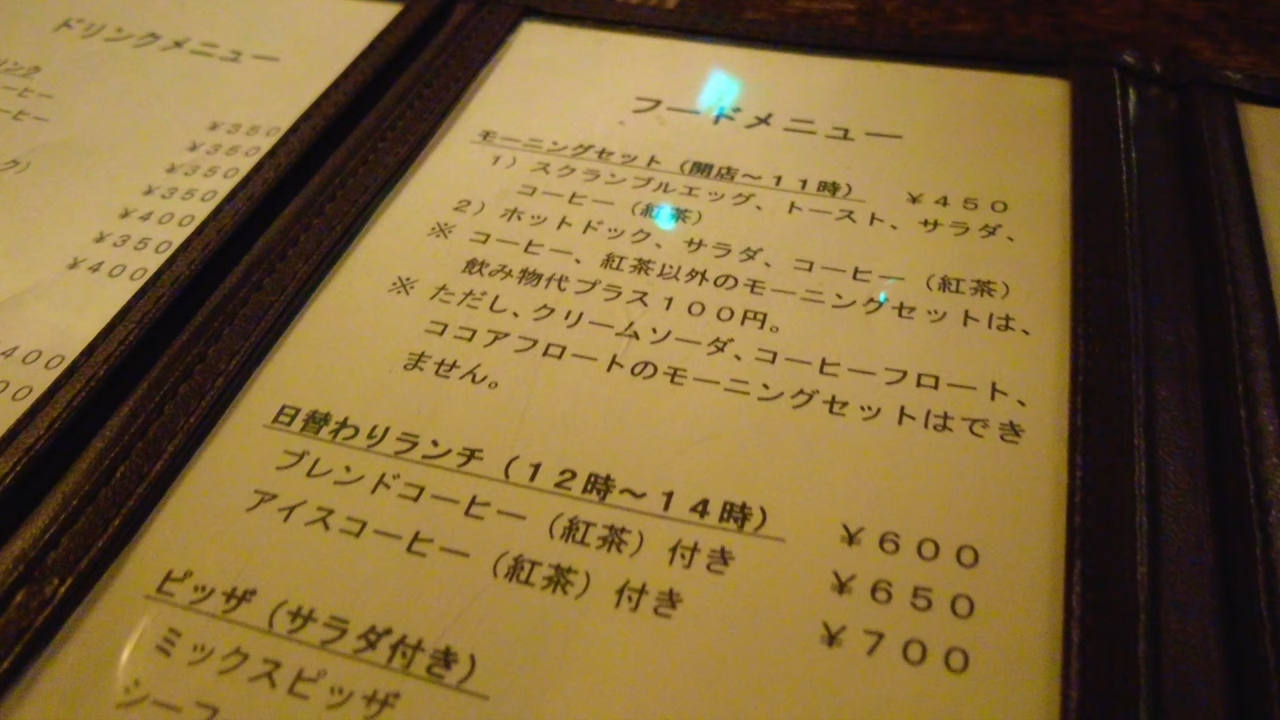 ドリンクメニュー
¥350
¥350
¥350
¥350
¥400
¥350
¥400
フードメニュー
モーニングセット（開店～11時） ¥450
1）スクランブルエッグ、トースト、サラダ、
コーヒー（紅茶）
2）ホットドック、サラダ、コーヒー（紅茶）
※ コーヒー、紅茶以外のモーニングセットは、
飲み物代プラス100円。
※ ただし、クリームソーダ、コーヒーフロート、
ココアフロートのモーニングセットはでき
ません。
日替わりランチ（12時～14時） ¥600
ブレンドコーヒー（紅茶）付き ¥650
アイスコーヒー（紅茶）付き ¥700
ピッザ（サラダ付き）
ミックスピッザ